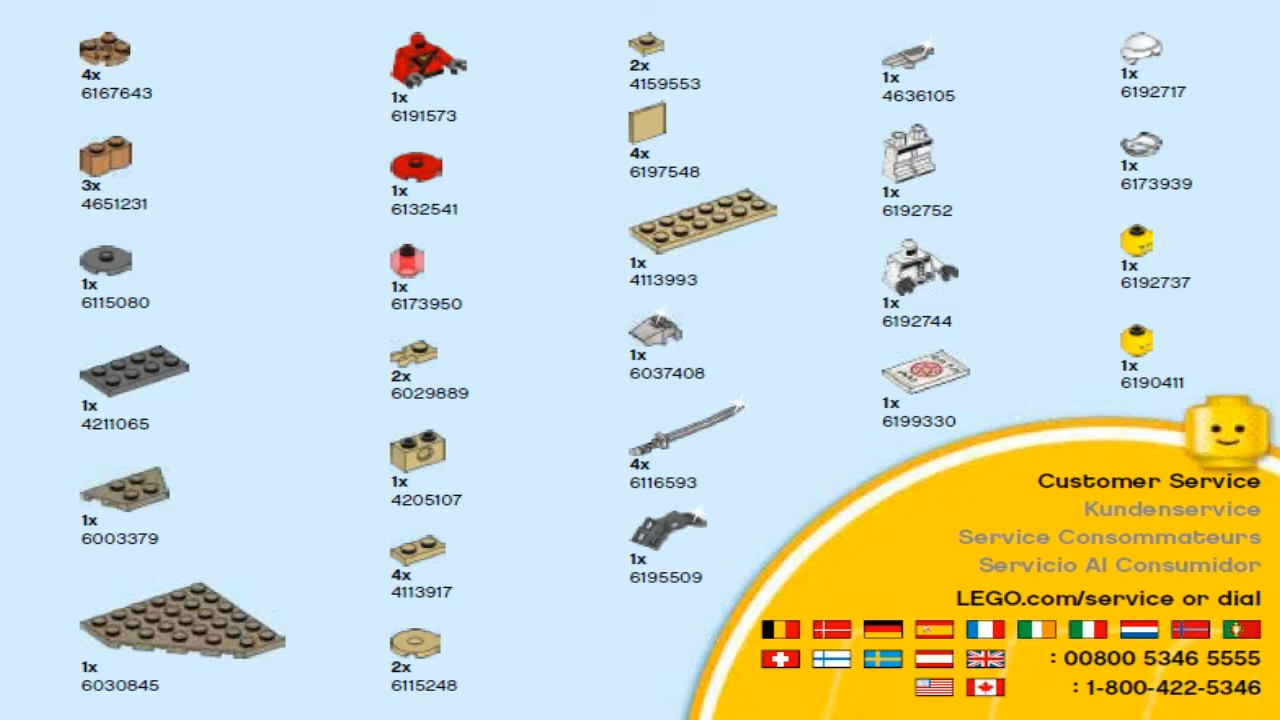 4x
6167643
3x
4651231
1x
6115080
1x
4211065
1x
6003379
1x
6030845
1x
6191573
1x
6132541
1x
6173950
2x
6029889
1x
4205107
4x
4113917
2x
6115248
2x
4159553
4x
6197548
1x
4113993
1x
6037408
4x
6116593
1x
6195509
1x
4636105
1x
6192752
1x
6192744
1x
6199330
1x
6192717
1x
6173939
1x
6192737
1x
6190411
Customer Service
Kundenservice
Service Consommateurs
Servicio Al Consumidor
LEGO.com/service or dial
: 00800 5346 5555
: 1-800-422-5346